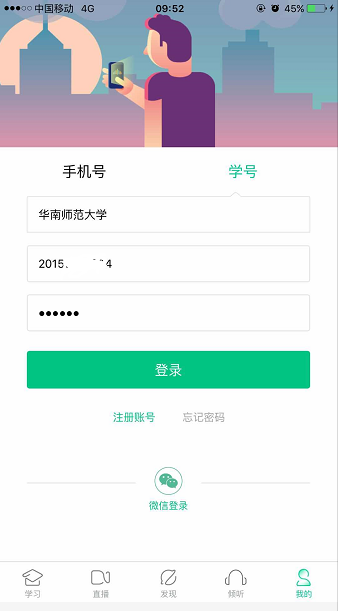 中国移动 4G 09:52 45%
手机号 学号
华南师范大学
2015
●●●●●●
登录
注册账号 忘记密码
微信登录
学习 直播 发现 倾听 我的